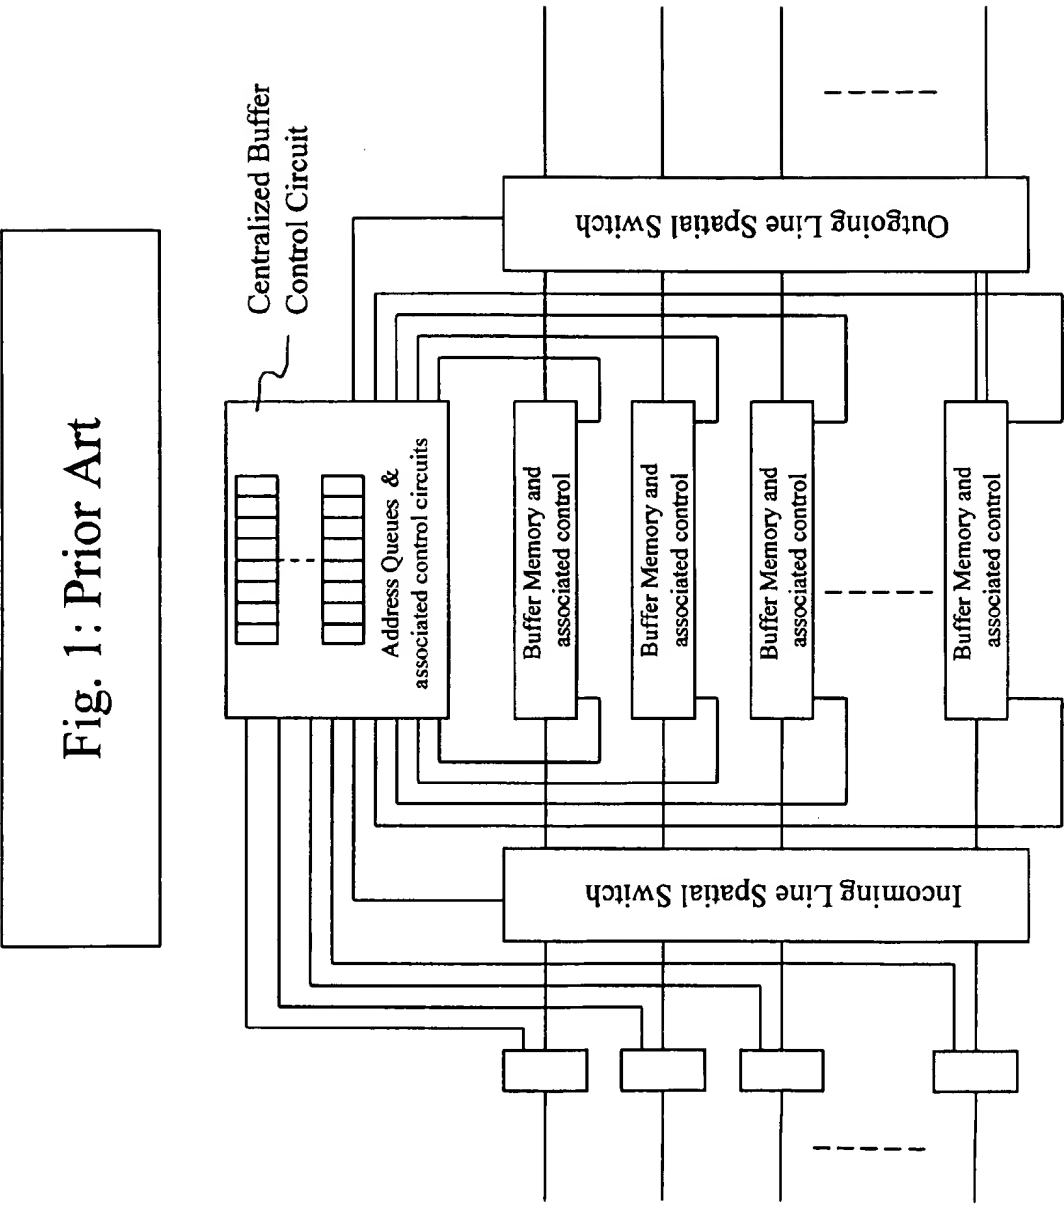 Fig. 1: Prior Art
Centralized Buffer
Control Circuit
Address Queues &
associated control circuits
Buffer Memory and
associated control
Buffer Memory and
associated control
Buffer Memory and
associated control
Buffer Memory and
associated control
Incoming Line Spatial Switch
Outgoing Line Spatial Switch